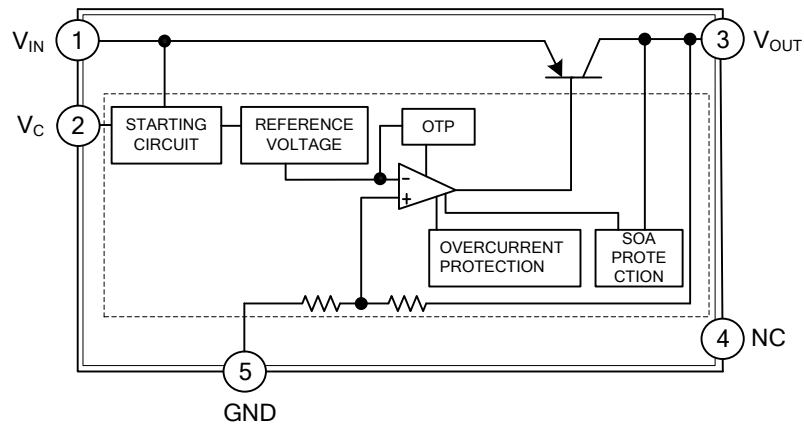 VIN
1
3
VOUT
VC
2
STARTING
CIRCUIT
REFERENCE
VOLTAGE
OTP
-
+
OVERCURRENT
PROTECTION
SOA
PROTE
CTION
4
NC
5
GND